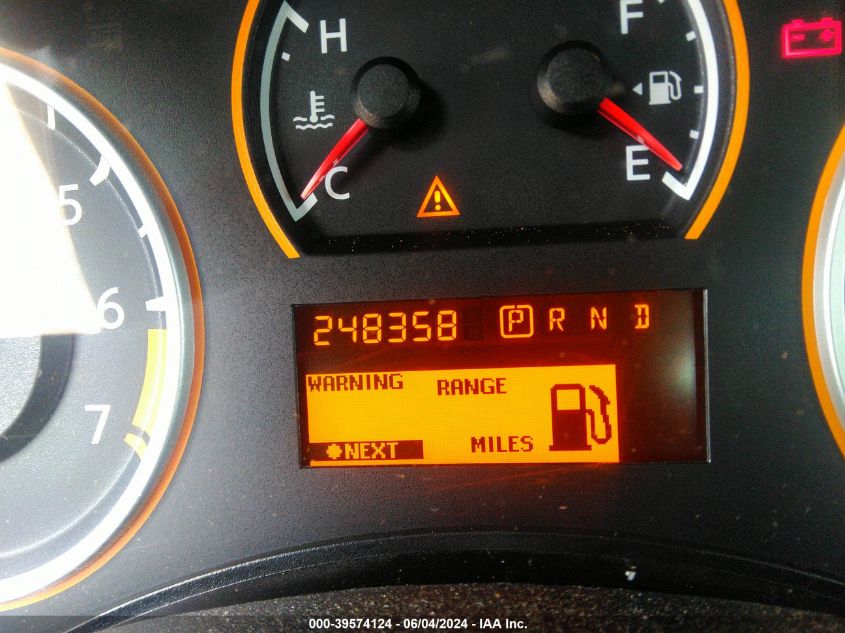 H
F
C
E
5
6
7
248358 P R N D
WARNING RANGE
NEXT MILES
000-39574124 - 06/04/2024 - IAA Inc.